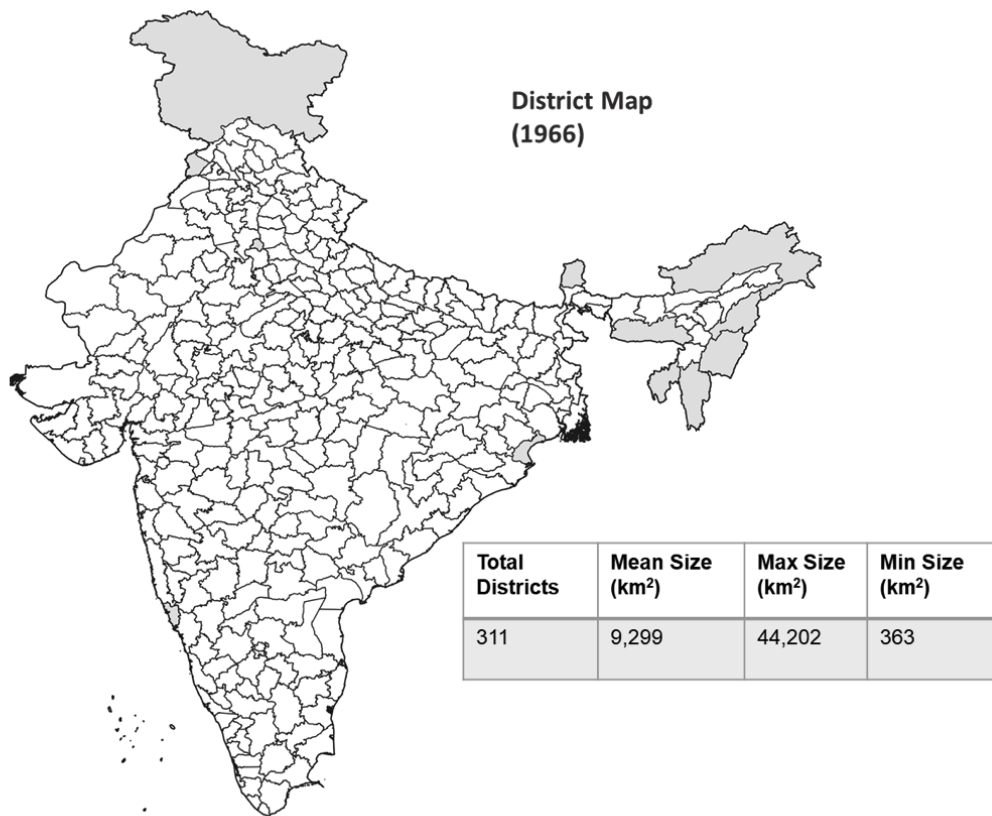 District Map
(1966)
Total Districts Mean Size (km²) Max Size (km²) Min Size (km²)
311 9,299 44,202 363